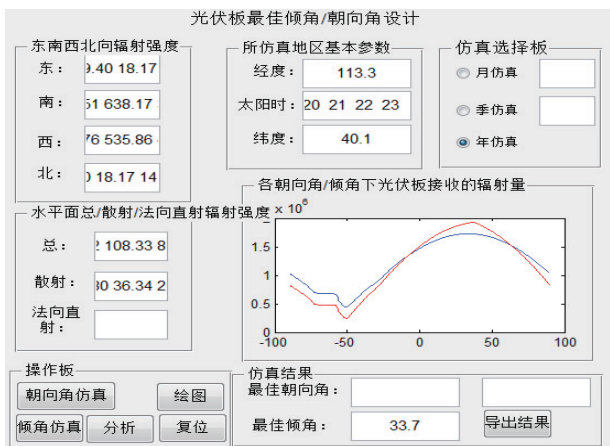 光伏板最佳倾角/朝向角设计
东南西北向辐射强度
东： 9.40 18.17
南： 51 638.17
西： 76 535.86
北： 0 18.17 14
所仿真地区基本参数
经度： 113.3
太阳时： 20 21 22 23
纬度： 40.1
仿真选择板
月仿真
季仿真
年仿真
水平面总/散射/法向直射辐射强度
总： 108.33 8
散射： 30 36.34 2
法向直射：
各朝向角/倾角下光伏板接收的辐射量
× 10⁶
2
1.5
1
0.5
0
-100 -50 0 50 100
操作板
朝向角仿真 绘图
倾角仿真 分析 复位
仿真结果
最佳朝向角：
最佳倾角： 33.7 导出结果